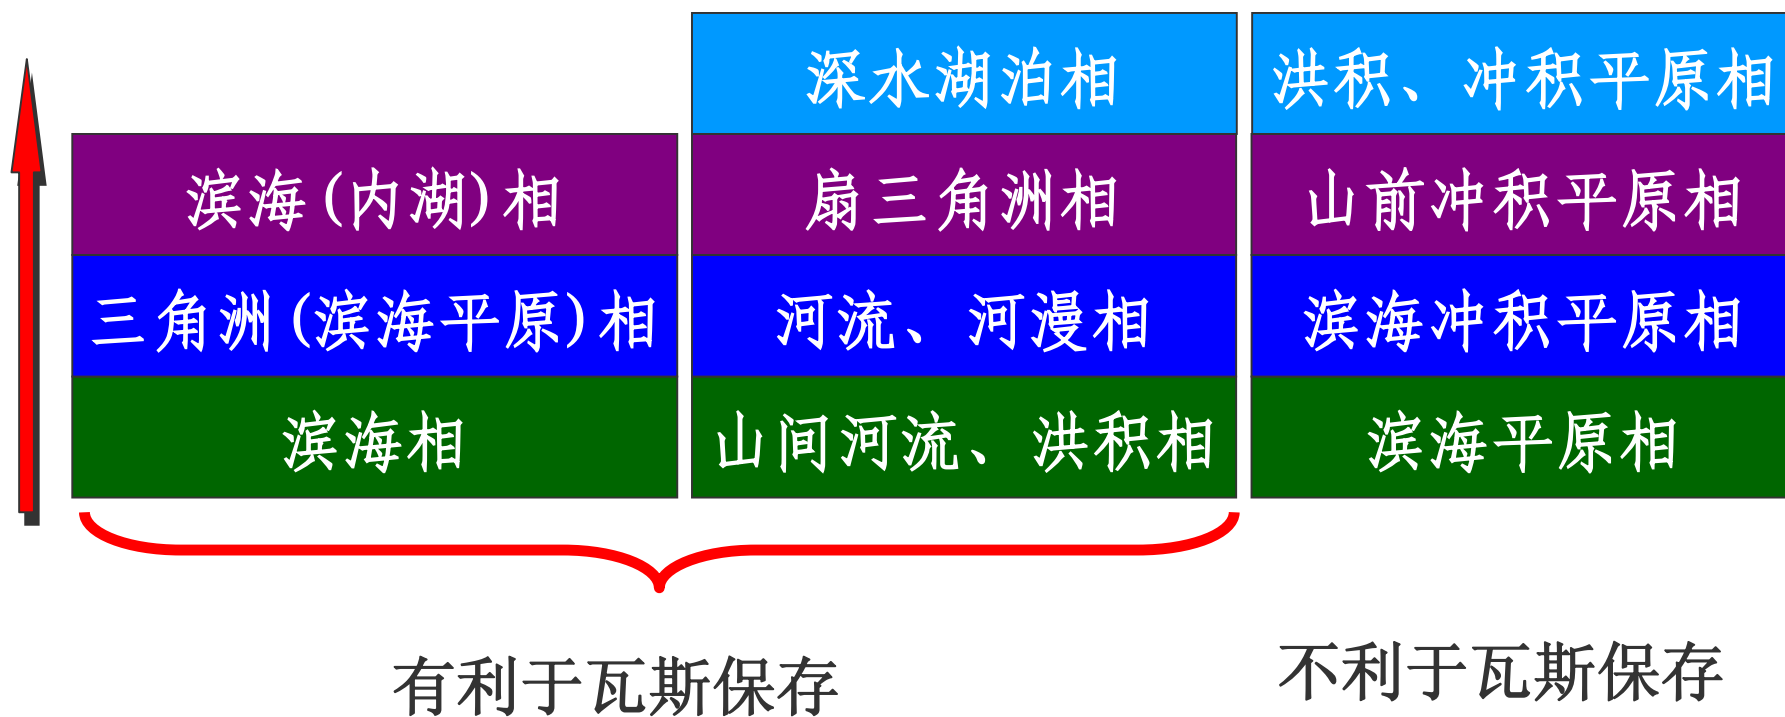 深水湖泊相
洪积、冲积平原相
滨海(内湖)相
扇三角洲相
山前冲积平原相
三角洲(滨海平原)相
河流、河漫相
滨海冲积平原相
滨海相
山间河流、洪积相
滨海平原相
有利于瓦斯保存
不利于瓦斯保存